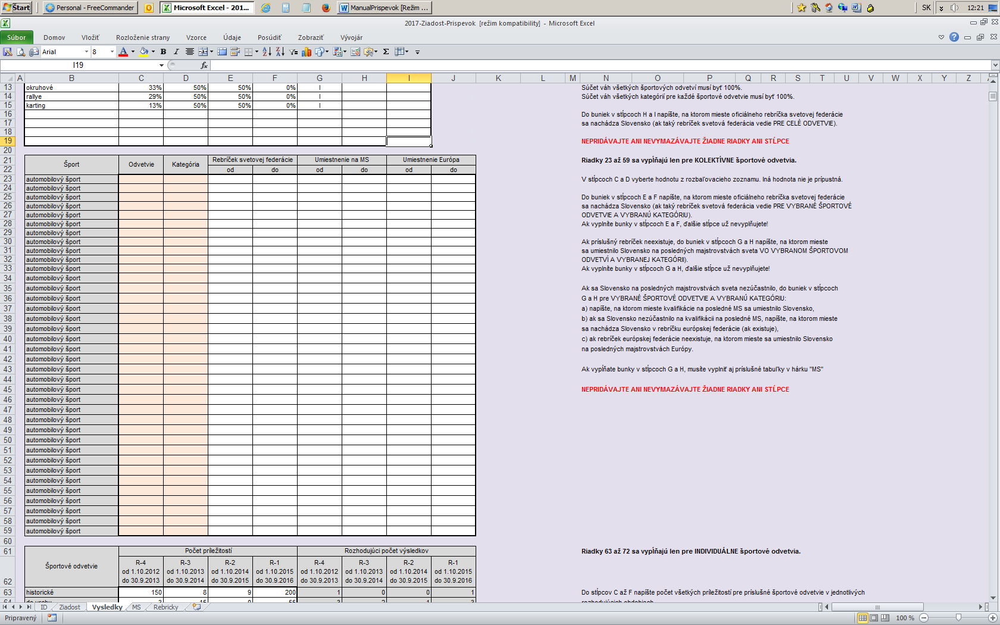 Start Personal - FreeCommander Microsoft Excel - 201... ManualPrispevok [Režim ... SK 12:21
2017-Ziadost-Prispevok [režim kompatibility] - Microsoft Excel
Súbor Domov Vložiť Rozloženie strany Vzorce Údaje Posúdiť Zobraziť Vývojár
Arial 8 A B I
I19 fx
A B C D E F G H I J K L M N O P Q R S T U V W X Y Z
13 okruhové 33% 50% 50% 0% I Súčet váh všetkých športových odvetví musí byť 100%.
14 rallye 29% 50% 50% 0% I Súčet váh všetkých kategórií pre každé športové odvetvie musí byť 100%.
15 karting 13% 50% 50% 0% I
16 Do buniek v stĺpcoch H a I napíšte, na ktorom mieste oficiálneho rebríčka svetovej federácie
17 sa nachádza Slovensko (ak taký rebríček svetová federácia vedie PRE CELÉ ODVETVIE).
18
19 NEPRIDÁVAJTE ANI NEVYMAZÁVAJTE ŽIADNE RIADKY ANI STĹPCE
20
21 Šport Odvetvie Kategória Rebríček svetovej federácie Umiestnenie na MS Umiestnenie Európa Riadky 23 až 59 sa vypĺňajú len pre KOLEKTÍVNE športové odvetvia.
22 od do od do od do
23 automobilový šport V stĺpcoch C a D vyberte hodnotu z rozbaľovacieho zoznamu. Iná hodnota nie je prípustná.
24 automobilový šport
25 automobilový šport Do buniek v stĺpcoch E a F napíšte, na ktorom mieste oficiálneho rebríčka svetovej federácie
26 automobilový šport sa nachádza Slovensko (ak taký rebríček svetová federácia vedie PRE VYBRANÉ ŠPORTOVÉ
27 automobilový šport ODVETVIE A VYBRANÚ KATEGÓRIU).
28 automobilový šport Ak vyplníte bunky v stĺpcoch E a F, ďalšie stĺpce už nevyplňujete!
29 automobilový šport
30 automobilový šport Ak príslušný rebríček neexistuje, do buniek v stĺpcoch G a H napíšte, na ktorom mieste
31 automobilový šport sa umiestnilo Slovensko na posledných majstrovstvách sveta VO VYBRANOM ŠPORTOVOM
32 automobilový šport ODVETVÍ A VYBRANEJ KATEGÓRII).
33 automobilový šport Ak vyplníte bunky v stĺpcoch G a H, ďalšie stĺpce už nevyplňujete!
34 automobilový šport
35 automobilový šport Ak sa Slovensko na posledných majstrovstvách sveta nezúčastnilo, do buniek v stĺpcoch
36 automobilový šport G a H pre VYBRANÉ ŠPORTOVÉ ODVETVIE A VYBRANÚ KATEGÓRIU:
37 automobilový šport a) napíšte, na ktorom mieste kvalifikácie na posledné MS sa umiestnilo Slovensko,
38 automobilový šport b) ak sa Slovensko nezúčastnilo na kvalifikácii na posledné MS, napíšte, na ktorom mieste
39 automobilový šport sa nachádza Slovensko v rebríčku európskej federácie (ak existuje),
40 automobilový šport c) ak rebríček európskej federácie neexistuje, na ktorom mieste sa umiestnilo Slovensko
41 automobilový šport na posledných majstrovstvách Európy.
42 automobilový šport
43 automobilový šport Ak vypĺňate bunky v stĺpcoch G a H, musíte vyplniť aj príslušné tabuľky v hárku "MS"
44 automobilový šport
45 automobilový šport NEPRIDÁVAJTE ANI NEVYMAZÁVAJTE ŽIADNE RIADKY ANI STĹPCE
46 automobilový šport
47 automobilový šport
48 automobilový šport
49 automobilový šport
50 automobilový šport
51 automobilový šport
52 automobilový šport
53 automobilový šport
54 automobilový šport
55 automobilový šport
56 automobilový šport
57 automobilový šport
58 automobilový šport
59 automobilový šport
60
61 Športové odvetvie Počet príležitostí Rozhodujúci počet výsledkov Riadky 63 až 72 sa vypĺňajú len pre INDIVIDUÁLNE športové odvetvia.
R-4 R-3 R-2 R-1 R-4 R-3 R-2 R-1
od 1.10.2012 od 1.10.2013 od 1.10.2014 od 1.10.2015 od 1.10.2012 od 1.10.2013 od 1.10.2014 od 1.10.2015
62 do 30.9.2013 do 30.9.2014 do 30.9.2015 do 30.9.2016 do 30.9.2013 do 30.9.2014 do 30.9.2015 do 30.9.2016
63 historické 150 8 9 200 1 0 0 1 Do stĺpcov C až F napíšte počet všetkých príležitostí pre príslušné športové odvetvie v jednotlivých
ID Ziadost Vysledky MS Rebricky
Pripravený 100 %